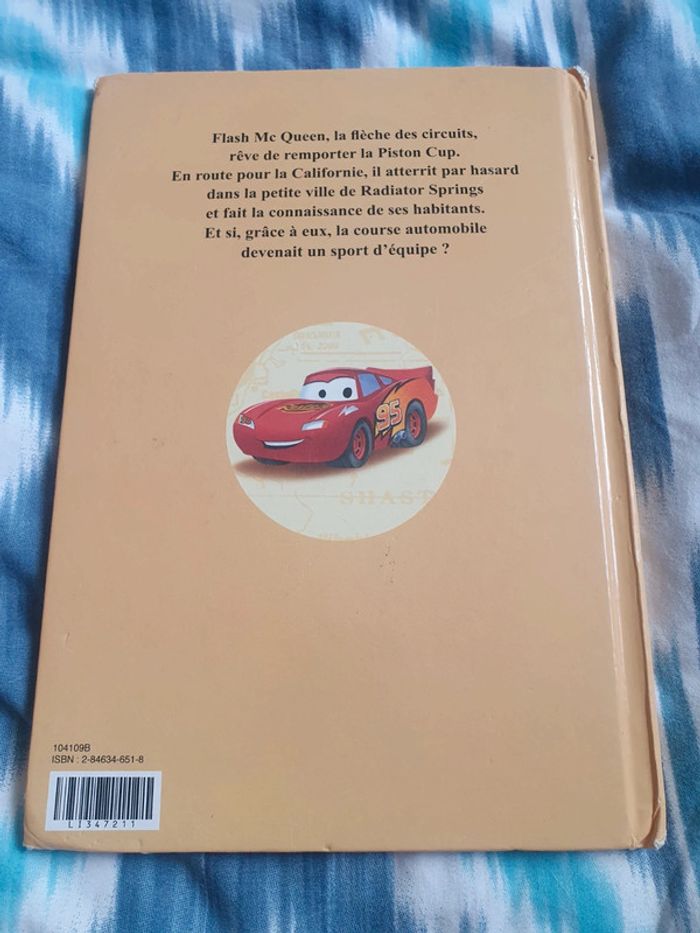 Flash Mc Queen, la flèche des circuits,
rêve de remporter la Piston Cup.
En route pour la Californie, il atterrit par hasard
dans la petite ville de Radiator Springs
et fait la connaissance de ses habitants.
Et si, grâce à eux, la course automobile
devenait un sport d’équipe ?
95
SHAST
104109B
ISBN : 2-84634-651-8
LI347211